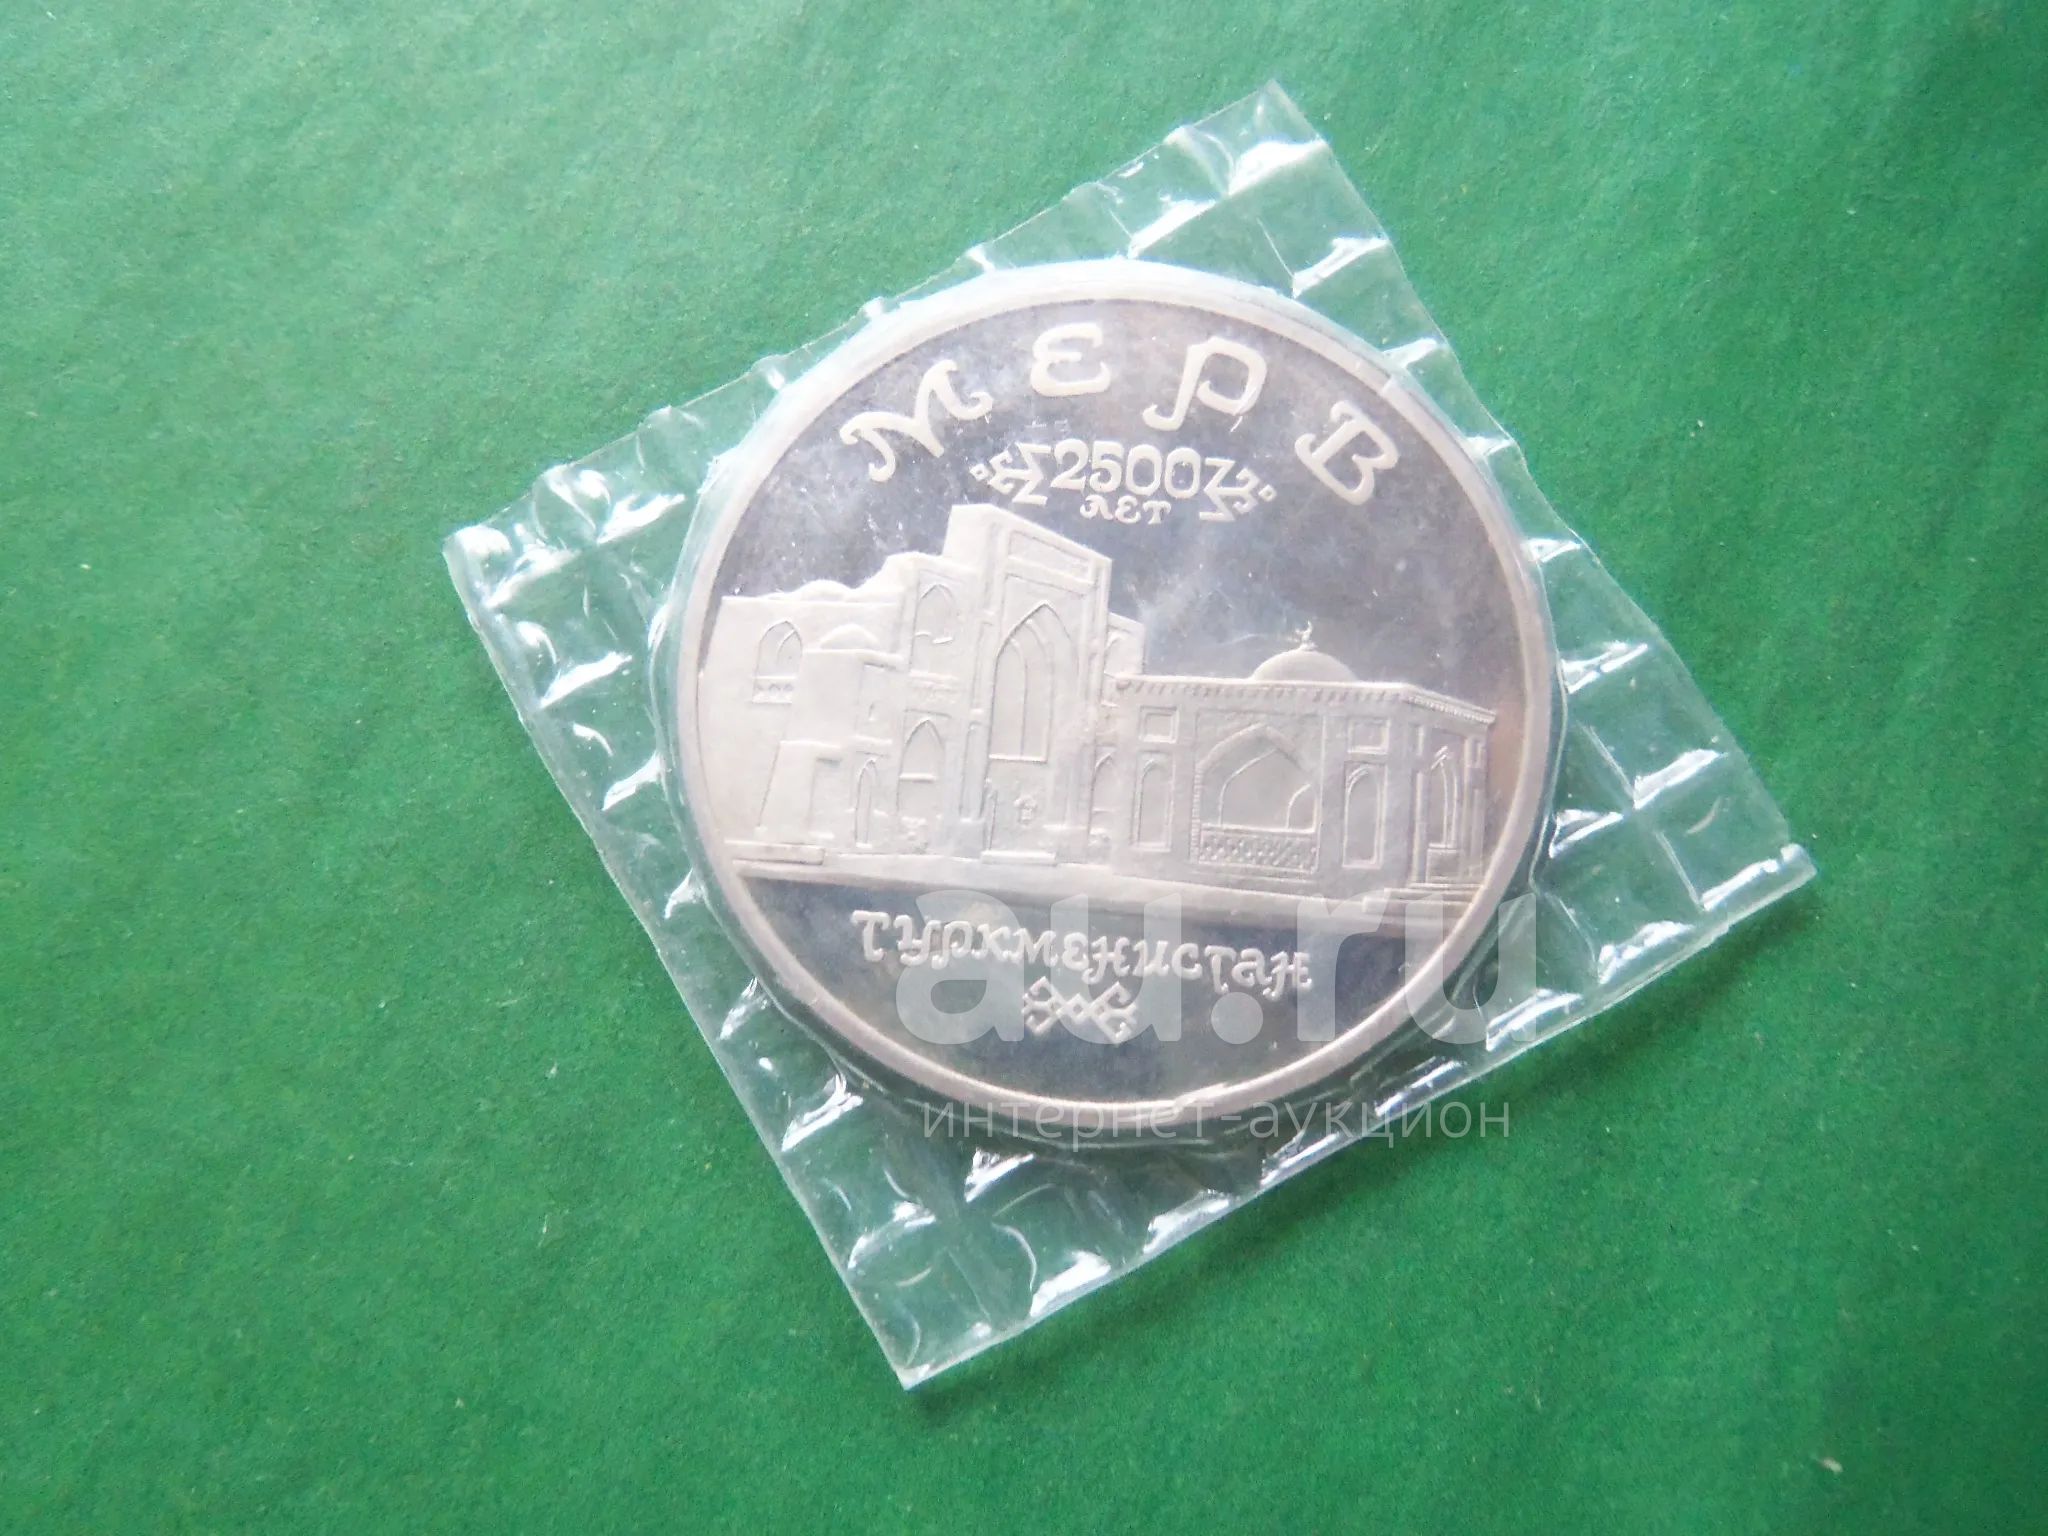 МЕРВ
2500
ЛЕТ
ТУРКМЕНИСТАН
au.ru
интернет-аукцион